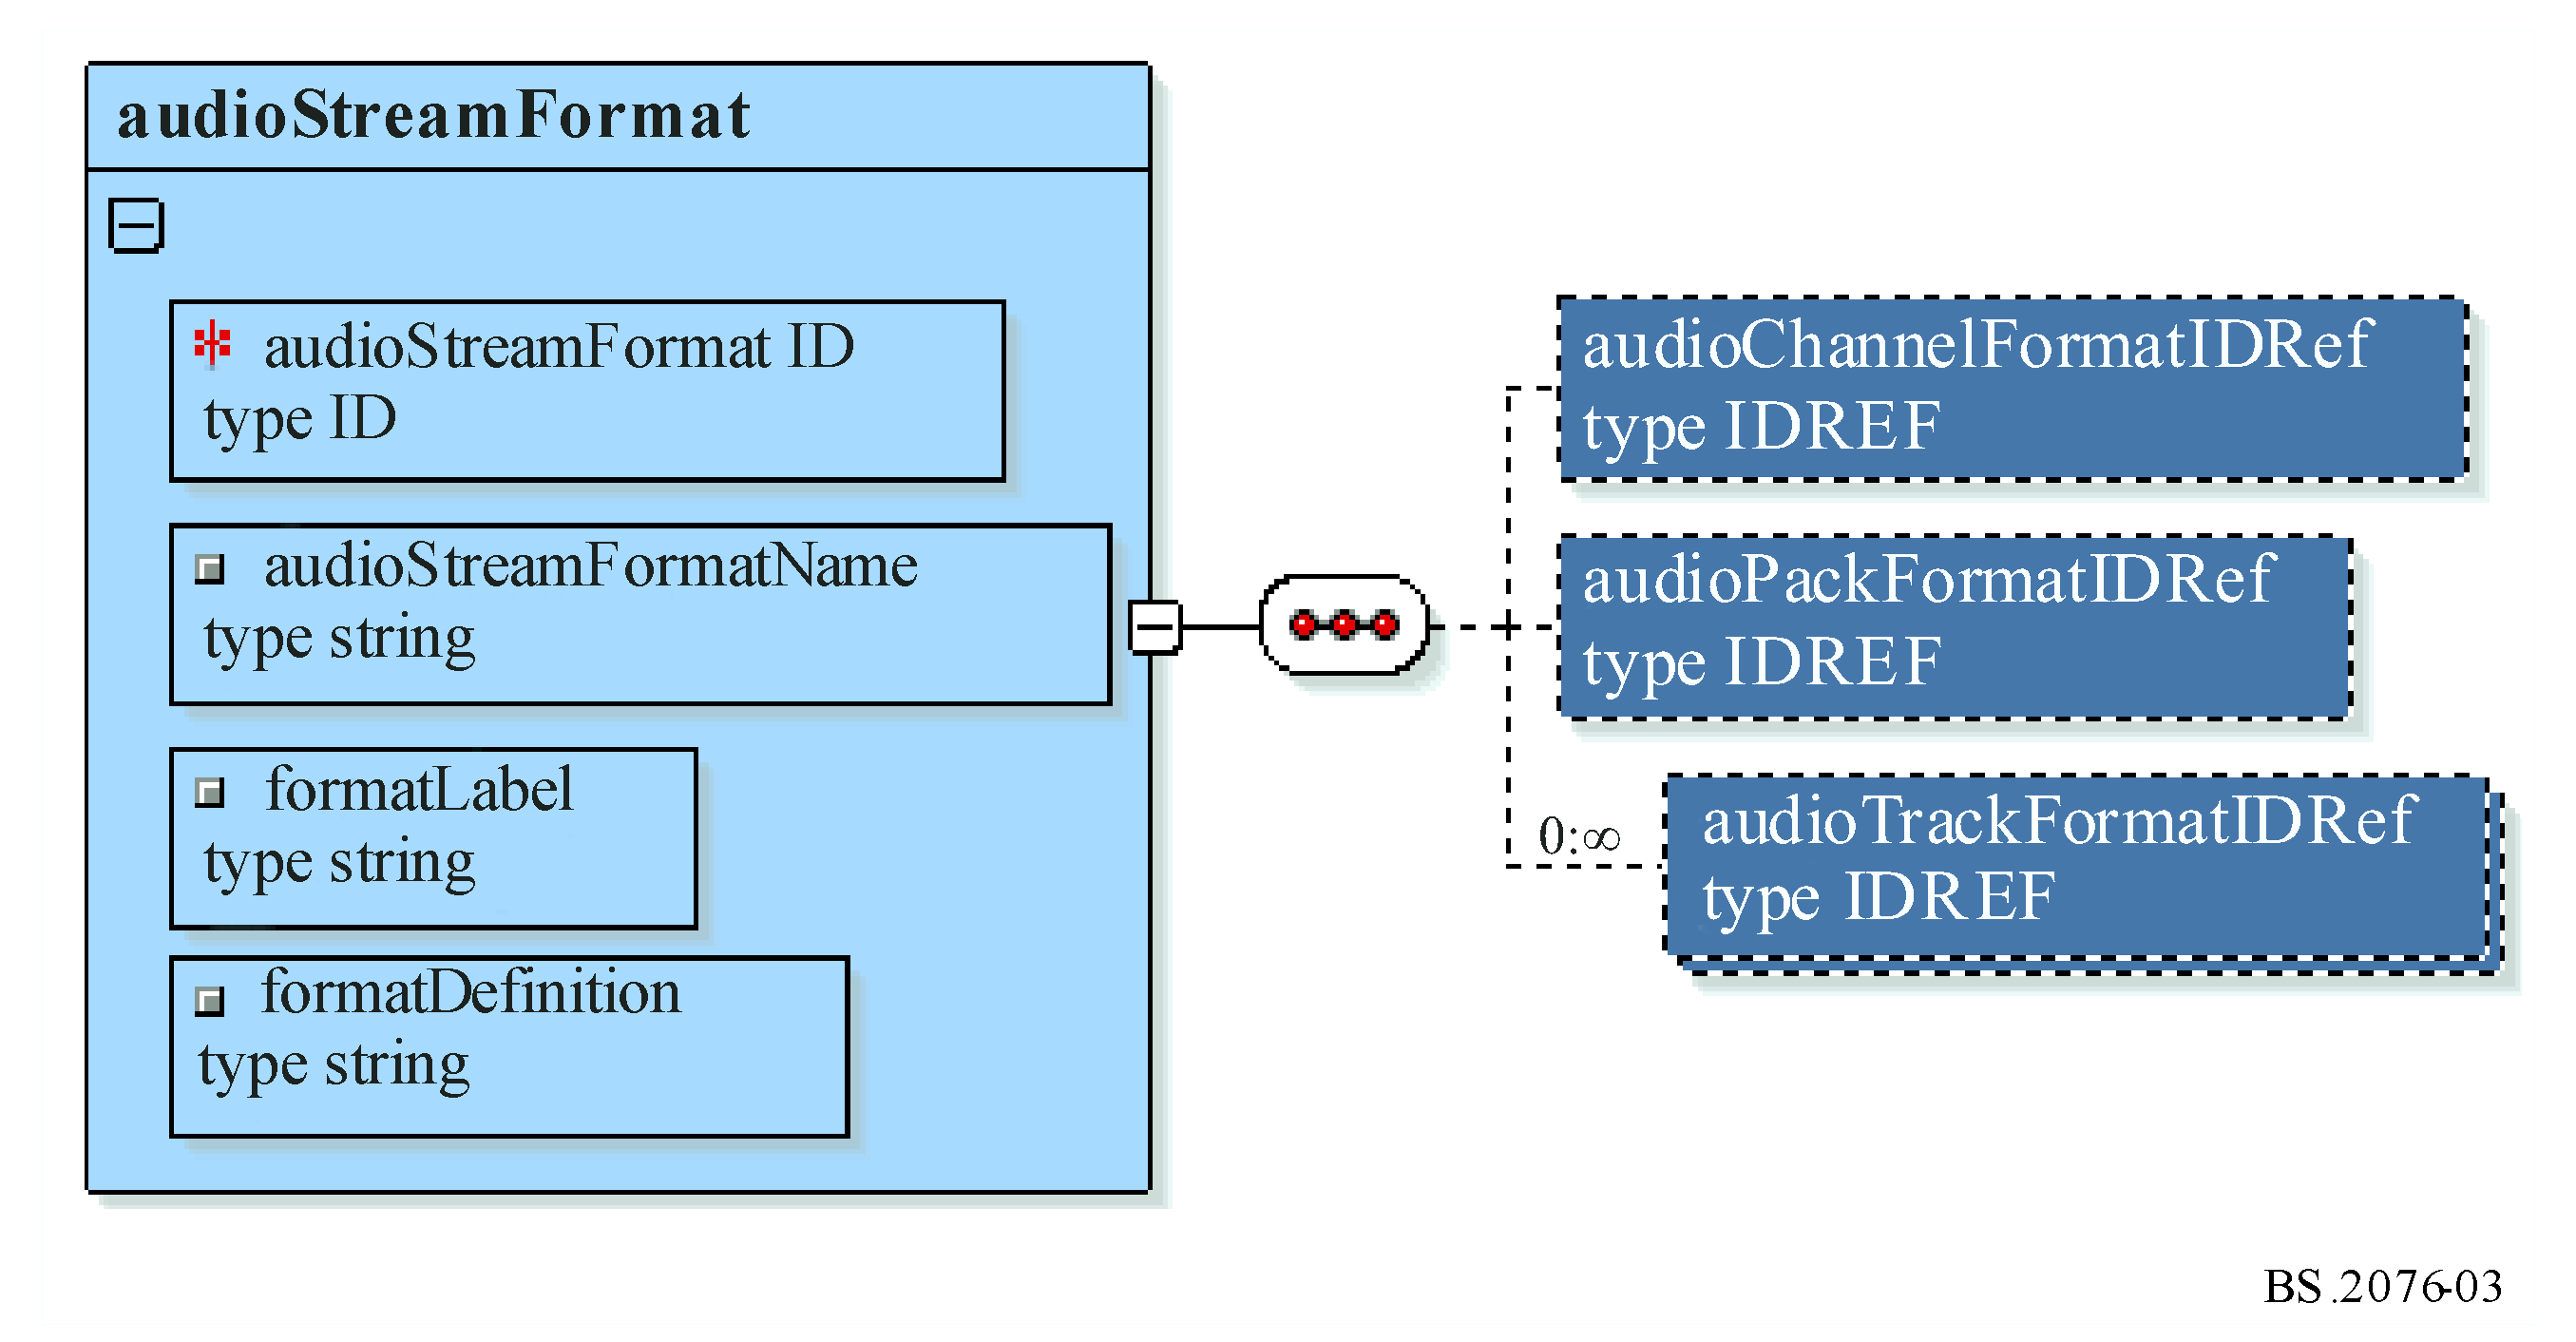 audioStreamFormat
audioStreamFormat ID
type ID
audioStreamFormatName
type string
formatLabel
type string
formatDefinition
type string
audioChannelFormatIDRef
type IDREF
audioPackFormatIDRef
type IDREF
0:∞
audioTrackFormatIDRef
type IDREF
BS.2076-03